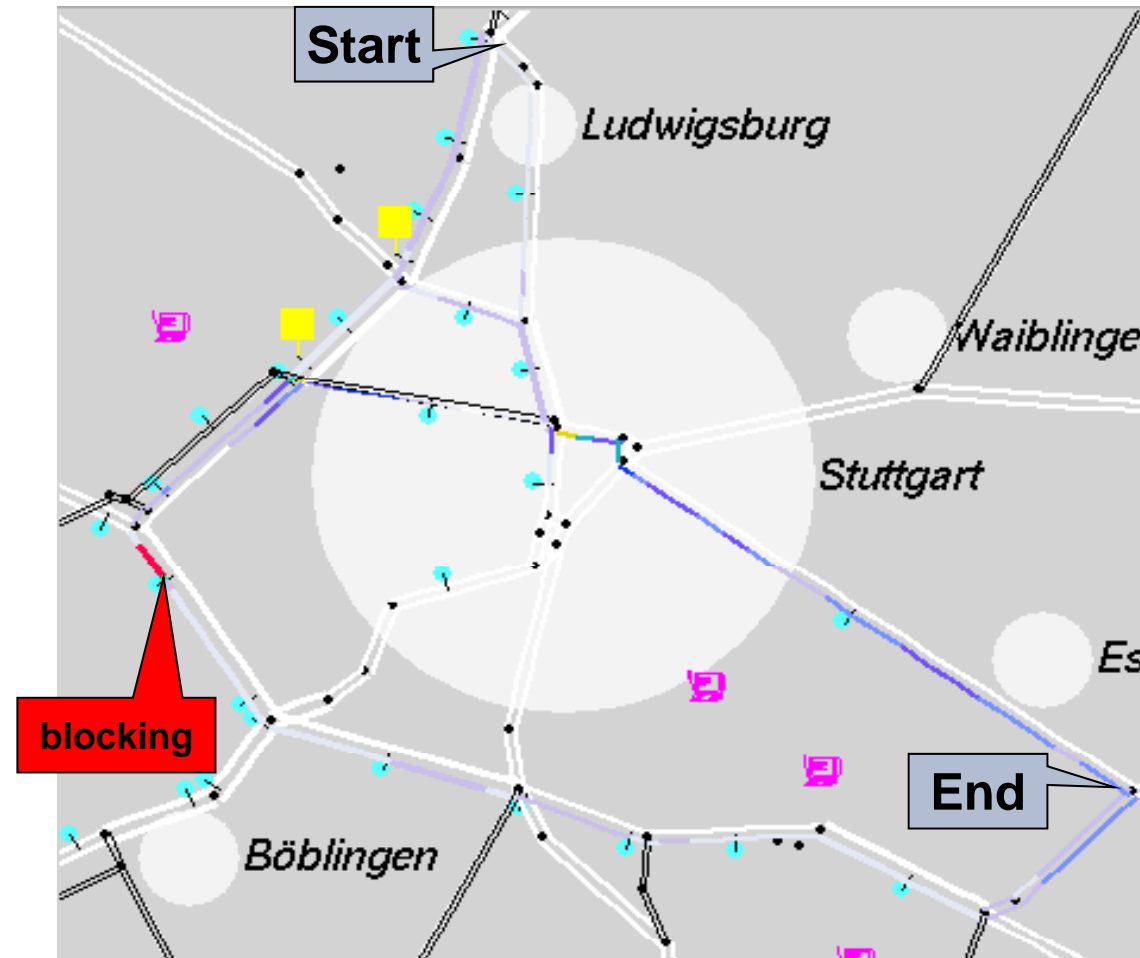 Start
Ludwigsburg
Waiblinge
Stuttgart
Es
blocking
End
Böblingen